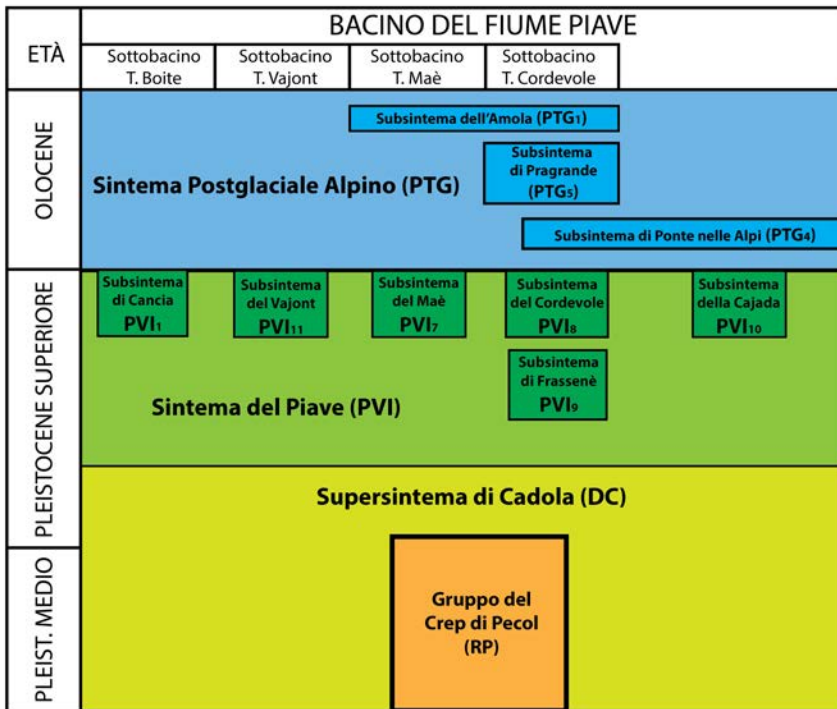 BACINO DEL FIUME PIAVE
ETÀ
Sottobacino
T. Boite
Sottobacino
T. Vajont
Sottobacino
T. Maè
Sottobacino
T. Cordevole
OLOCENE
Subsintema dell'Amola (PTG1)
Subsintema
di Pragrande
(PTG5)
Sintema Postglaciale Alpino (PTG)
Subsintema di Ponte nelle Alpi (PTG4)
PLEISTOCENE SUPERIORE
Subsintema
di Cancia
PVI1
Subsintema
del Vajont
PVI11
Subsintema
del Maè
PVI7
Subsintema
del Cordevole
PVI8
Subsintema
della Cajada
PVI10
Subsintema
di Frassenè
PVI9
Sintema del Piave (PVI)
Supersintema di Cadola (DC)
PLEIST. MEDIO
Gruppo del
Crep di Pecol
(RP)